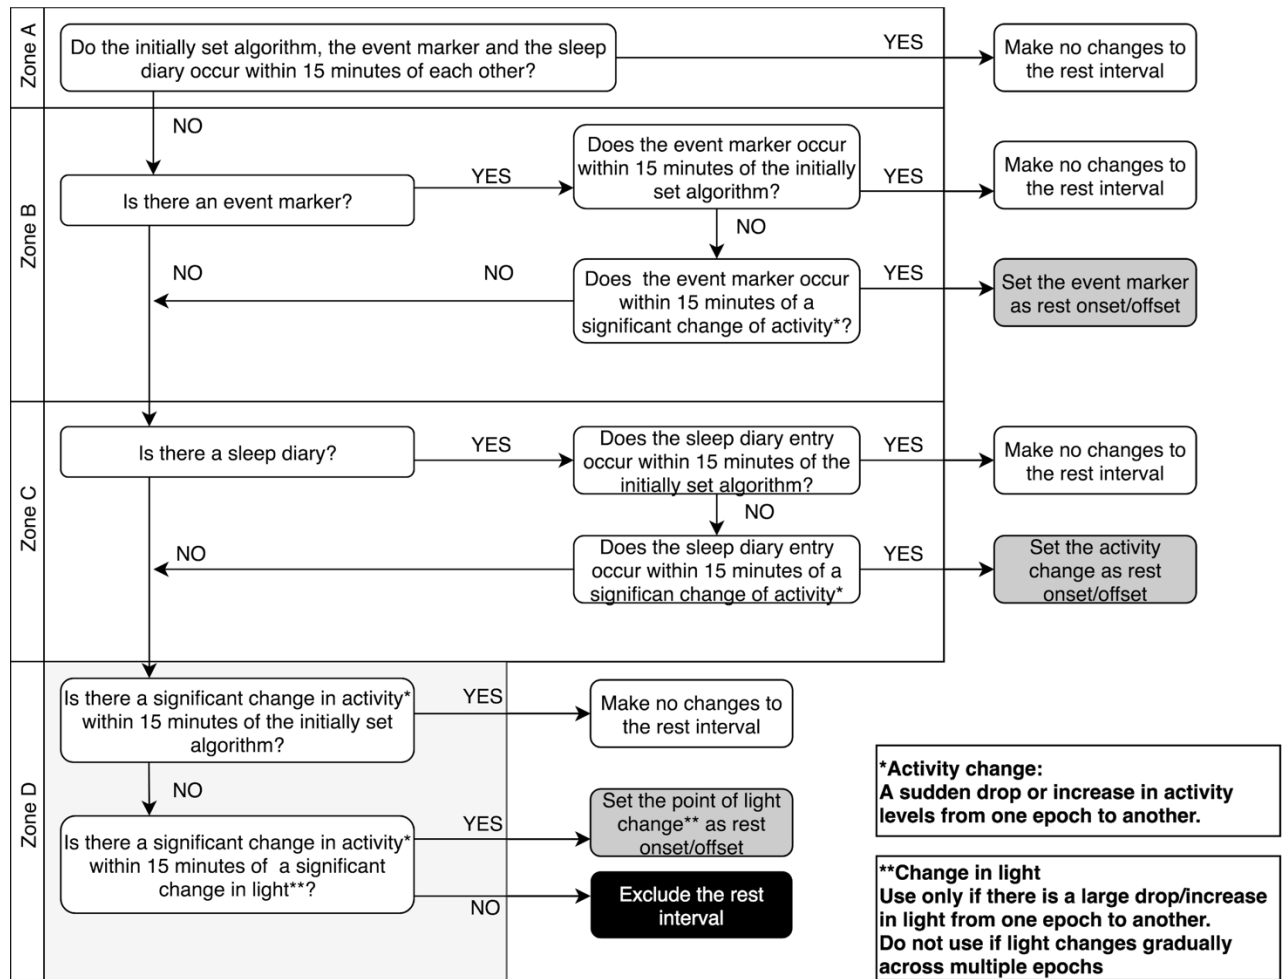 Zone A
Do the initially set algorithm, the event marker and the sleep
diary occur within 15 minutes of each other?
YES
Make no changes to
the rest interval
NO
Zone B
Is there an event marker?
YES
Does the event marker occur
within 15 minutes of the initially
set algorithm?
YES
Make no changes to
the rest interval
NO
NO
NO
Does the event marker occur
within 15 minutes of a
significant change of activity*?
YES
Set the event marker
as rest onset/offset
Zone C
Is there a sleep diary?
YES
Does the sleep diary entry
occur within 15 minutes of the
initially set algorithm?
YES
Make no changes to
the rest interval
NO
NO
Does the sleep diary entry
occur within 15 minutes of a
significan change of activity*
YES
Set the activity
change as rest
onset/offset
Zone D
Is there a significant change in activity*
within 15 minutes of the initially set
algorithm?
YES
Make no changes to
the rest interval
NO
Is there a significant change in activity*
within 15 minutes of a significant
change in light**?
YES
Set the point of light
change** as rest
onset/offset
NO
Exclude the rest
interval
*Activity change:
A sudden drop or increase in activity
levels from one epoch to another.
**Change in light
Use only if there is a large drop/increase
in light from one epoch to another.
Do not use if light changes gradually
across multiple epochs